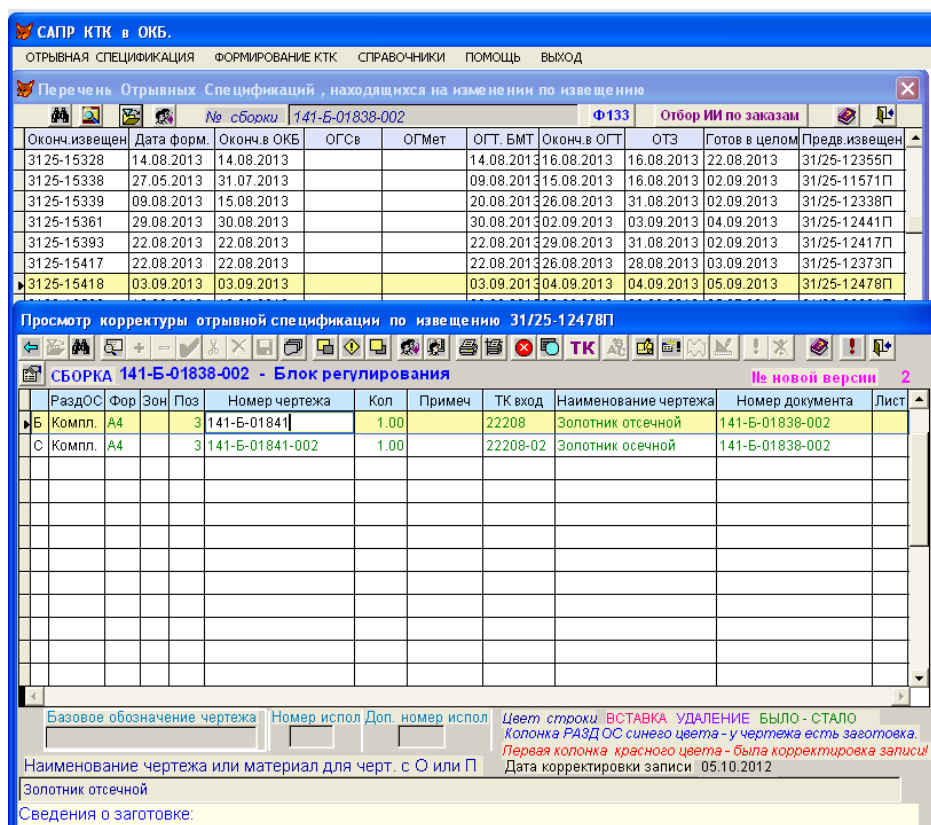 САПР КТК в ОКБ.
ОТРЫВНАЯ СПЕЦИФИКАЦИЯ ФОРМИРОВАНИЕ КТК СПРАВОЧНИКИ ПОМОЩЬ ВЫХОД
Перечень Отрывных Спецификаций , находящихся на изменении по извещению
№ сборки 141-Б-01838-002 Ф133 Отбор ИИ по заказам
Оконч.извещен Дата форм. Оконч.в ОКБ ОГСв ОГМет ОГТ. БМТ Оконч.в ОГТ ОТЗ Готов в целом Предв.извещен
3125-15328 14.08.2013 14.08.2013 14.08.2013 16.08.2013 16.08.2013 22.08.2013 31/25-12355П
3125-15338 27.05.2013 31.07.2013 09.08.2013 15.08.2013 16.08.2013 02.09.2013 31/25-11571П
3125-15339 09.08.2013 15.08.2013 20.08.2013 26.08.2013 31.08.2013 02.09.2013 31/25-12338П
3125-15361 29.08.2013 30.08.2013 30.08.2013 02.09.2013 03.09.2013 04.09.2013 31/25-12441П
3125-15393 22.08.2013 22.08.2013 22.08.2013 29.08.2013 31.08.2013 02.09.2013 31/25-12417П
3125-15417 22.08.2013 22.08.2013 22.08.2013 26.08.2013 28.08.2013 03.09.2013 31/25-12373П
3125-15418 03.09.2013 03.09.2013 03.09.2013 04.09.2013 04.09.2013 05.09.2013 31/25-12478П
Просмотр корректуры отрывной спецификации по извещению 31/25-12478П
ТК
СБОРКА 141-Б-01838-002 - Блок регулирования № новой версии 2
РаздОС Фор Зон Поз Номер чертежа Кол Примеч ТК вход Наименование чертежа Номер документа Лист
Б Компл. А4 3 141-Б-01841 1.00 22208 Золотник отсечной 141-Б-01838-002
С Компл. А4 3 141-Б-01841-002 1.00 22208-02 Золотник осечной 141-Б-01838-002
Базовое обозначение чертежа Номер испол Доп. номер испол Цвет строки ВСТАВКА УДАЛЕНИЕ БЫЛО - СТАЛО
Колонка РАЗД ОС синего цвета - у чертежа есть заготовка.
Первая колонка красного цвета - была корректировка записи!
Наименование чертежа или материал для черт. с О или П Дата корректировки записи 05.10.2012
Золотник отсечной
Сведения о заготовке: